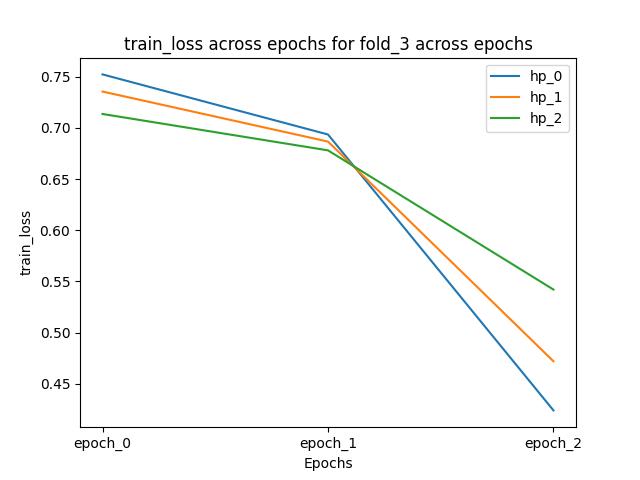 train_loss across epochs for fold_3 across epochs
hp_0
hp_1
hp_2
0.75
0.70
0.65
0.60
0.55
0.50
0.45
train_loss
epoch_0
epoch_1
epoch_2
Epochs